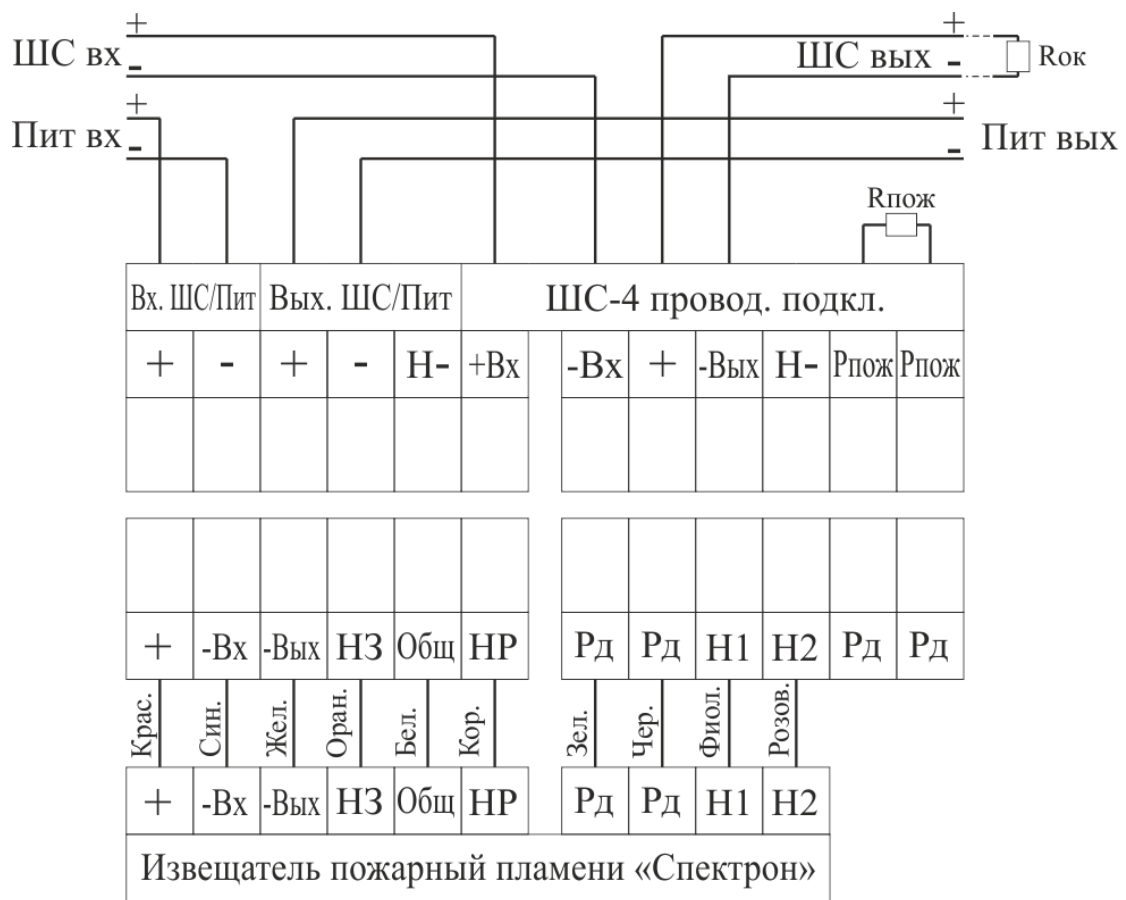 + +
ШС вх - ШС вых - Rок
+ +
Пит вх - - Пит вых
Rпож
Вх. ШС/Пит Вых. ШС/Пит ШС-4 провод. подкл.
+ - + - Н- +Вх -Вх + -Вых Н- Рпож Рпож
+ -Вх -Вых НЗ Общ НР Рд Рд Н1 Н2 Рд Рд
Крас. Син. Жел. Оран. Бел. Кор. Зел. Чер. Фиол. Розов.
+ -Вх -Вых НЗ Общ НР Рд Рд Н1 Н2
Извещатель пожарный пламени «Спектрон»